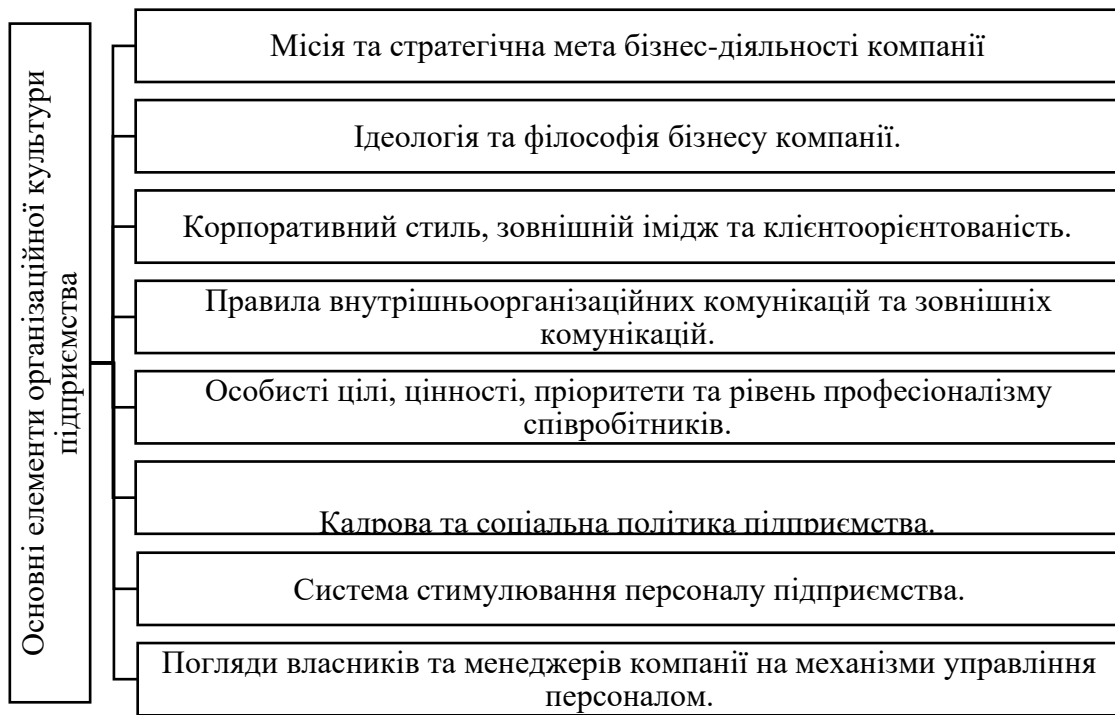 Основні елементи організаційної культури
підприємства
Місія та стратегічна мета бізнес-діяльності компанії
Ідеологія та філософія бізнесу компанії.
Корпоративний стиль, зовнішній імідж та клієнтоорієнтованість.
Правила внутрішньоорганізаційних комунікацій та зовнішніх
комунікацій.
Особисті цілі, цінності, пріоритети та рівень професіоналізму
співробітників.
Кадрова та соціальна політика підприємства.
Система стимулювання персоналу підприємства.
Погляди власників та менеджерів компанії на механізми управління
персоналом.